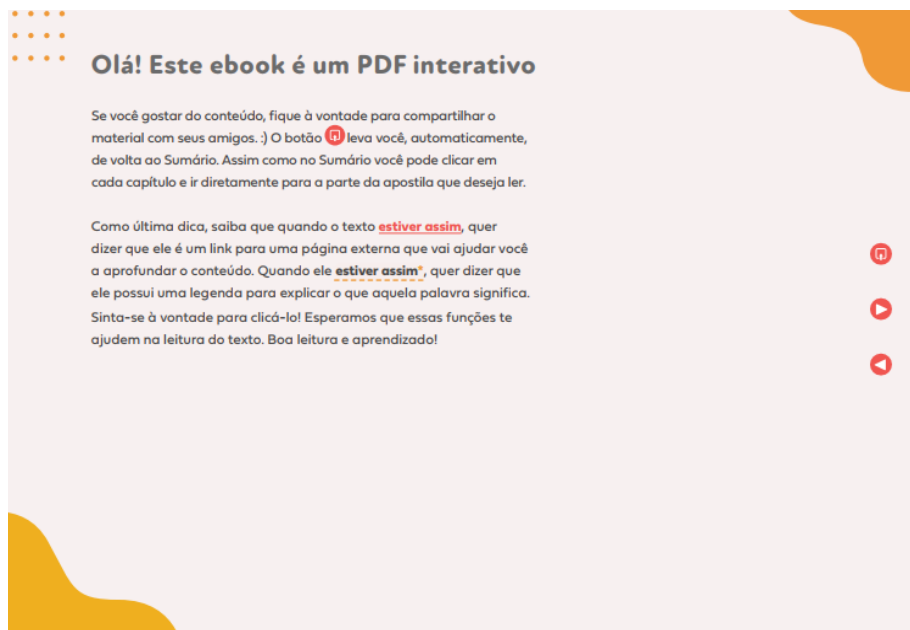 Olá! Este ebook é um PDF interativo
Se você gostar do conteúdo, fique à vontade para compartilhar o
material com seus amigos. :) O botão leva você, automaticamente,
de volta ao Sumário. Assim como no Sumário você pode clicar em
cada capítulo e ir diretamente para a parte da apostila que deseja ler.
Como última dica, saiba que quando o texto estiver assim, quer
dizer que ele é um link para uma página externa que vai ajudar você
a aprofundar o conteúdo. Quando ele estiver assim*, quer dizer que
ele possui uma legenda para explicar o que aquela palavra significa.
Sinta-se à vontade para clicá-lo! Esperamos que essas funções te
ajudem na leitura do texto. Boa leitura e aprendizado!